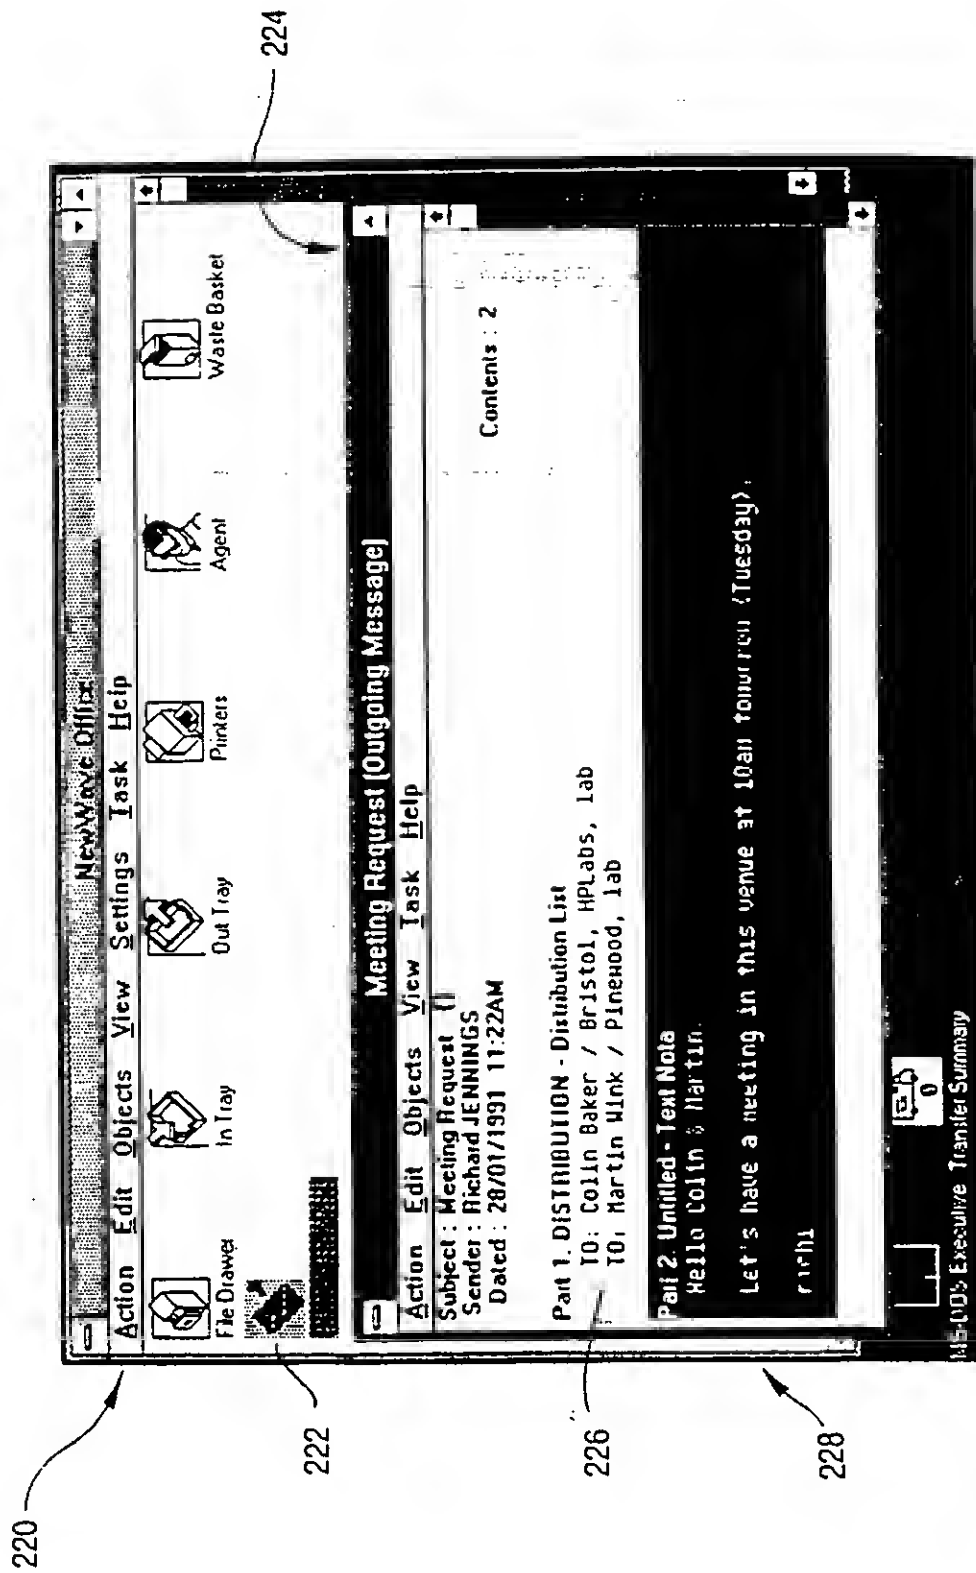 220
224
NewWave Office
Action Edit Objects View Settings Task Help
File Drawer
In Tray
Out Tray
Printers
Agent
Waste Basket
222
Meeting Request (Outgoing Message)
Action Edit Objects View Task Help
Subject : Meeting Request
Sender : Richard JENNINGS
Dated : 28/01/1991 11:22AM
Contents : 2
Part 1. DISTRIBUTION - Distribution List
TO: Colin Baker / Bristol, HPLabs, lab
TO: Martin Wink / Pinewood, lab
226
Part 2. Untitled - Text Note
Hello Colin & Martin.
Let's have a meeting in this venue at 10am tomorrow (Tuesday).
richi
228
0
MS-DOS Executive Transfer Summary